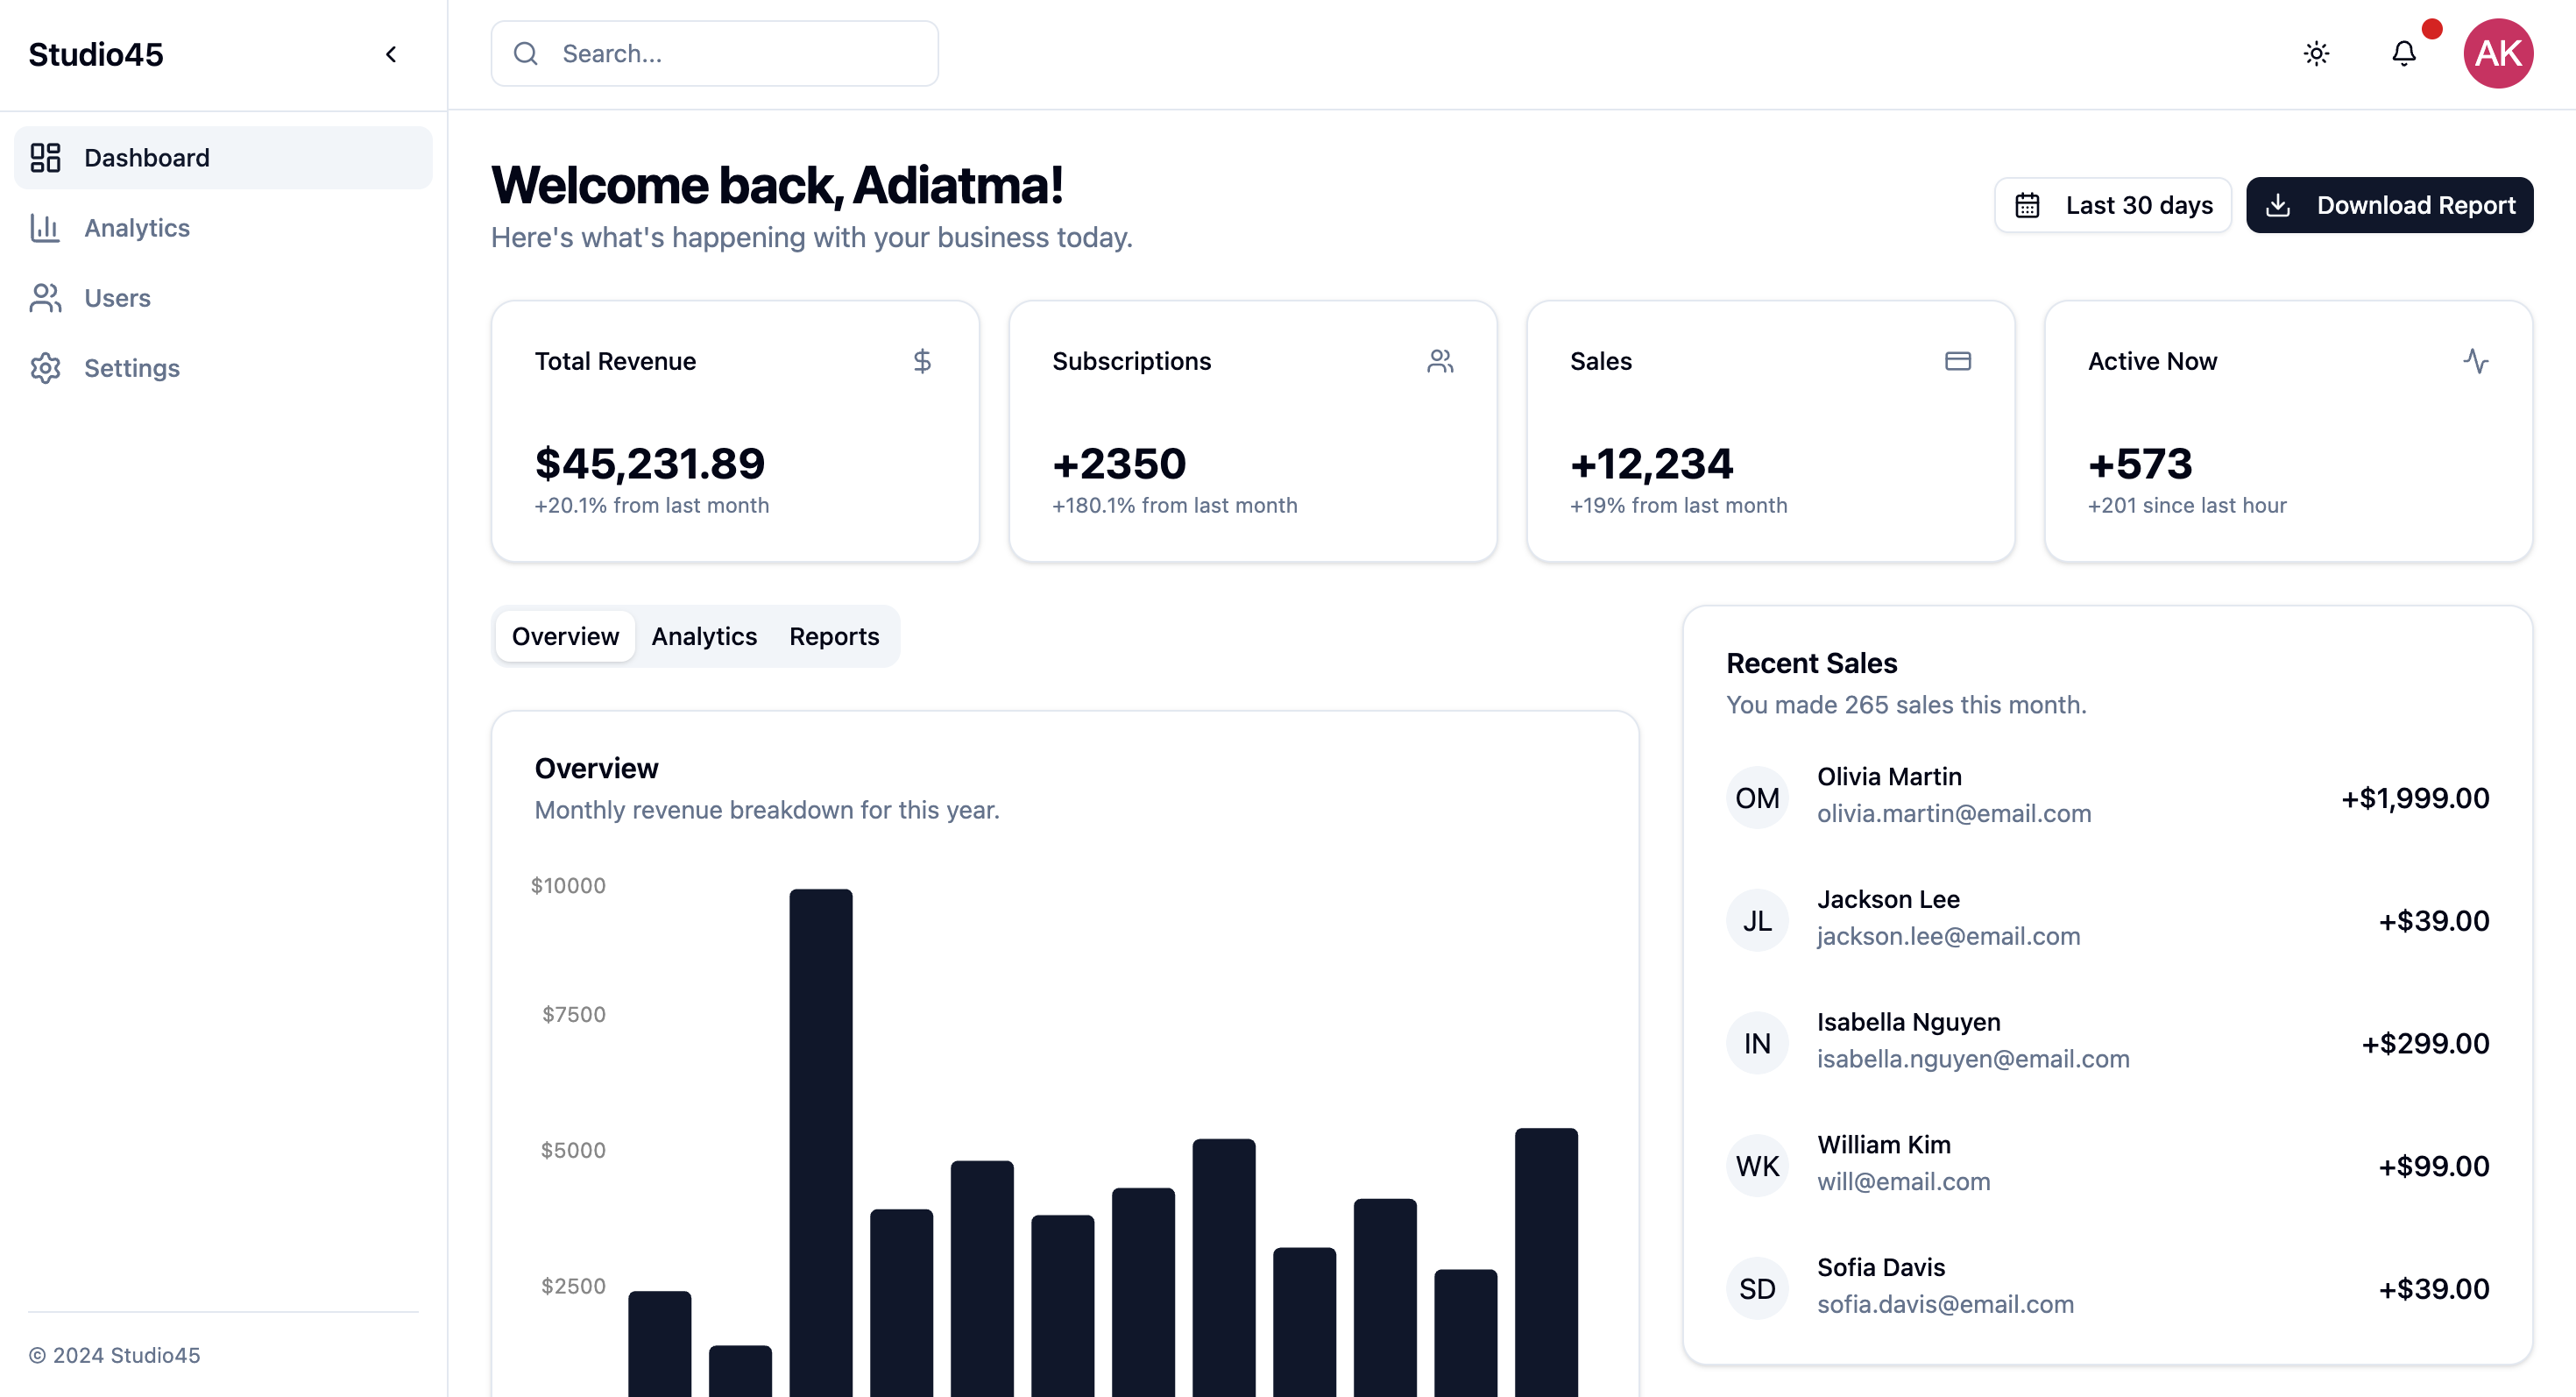 Studio45
Dashboard
Analytics
Users
Settings
© 2024 Studio45
Search...
AK
Welcome back, Adiatma!
Here's what's happening with your business today.
Last 30 days
Download Report
Total Revenue
$45,231.89
+20.1% from last month
Subscriptions
+2350
+180.1% from last month
Sales
+12,234
+19% from last month
Active Now
+573
+201 since last hour
Overview
Analytics
Reports
Overview
Monthly revenue breakdown for this year.
$10000
$7500
$5000
$2500
Recent Sales
You made 265 sales this month.
OM
Olivia Martin
olivia.martin@email.com
+$1,999.00
JL
Jackson Lee
jackson.lee@email.com
+$39.00
IN
Isabella Nguyen
isabella.nguyen@email.com
+$299.00
WK
William Kim
will@email.com
+$99.00
SD
Sofia Davis
sofia.davis@email.com
+$39.00